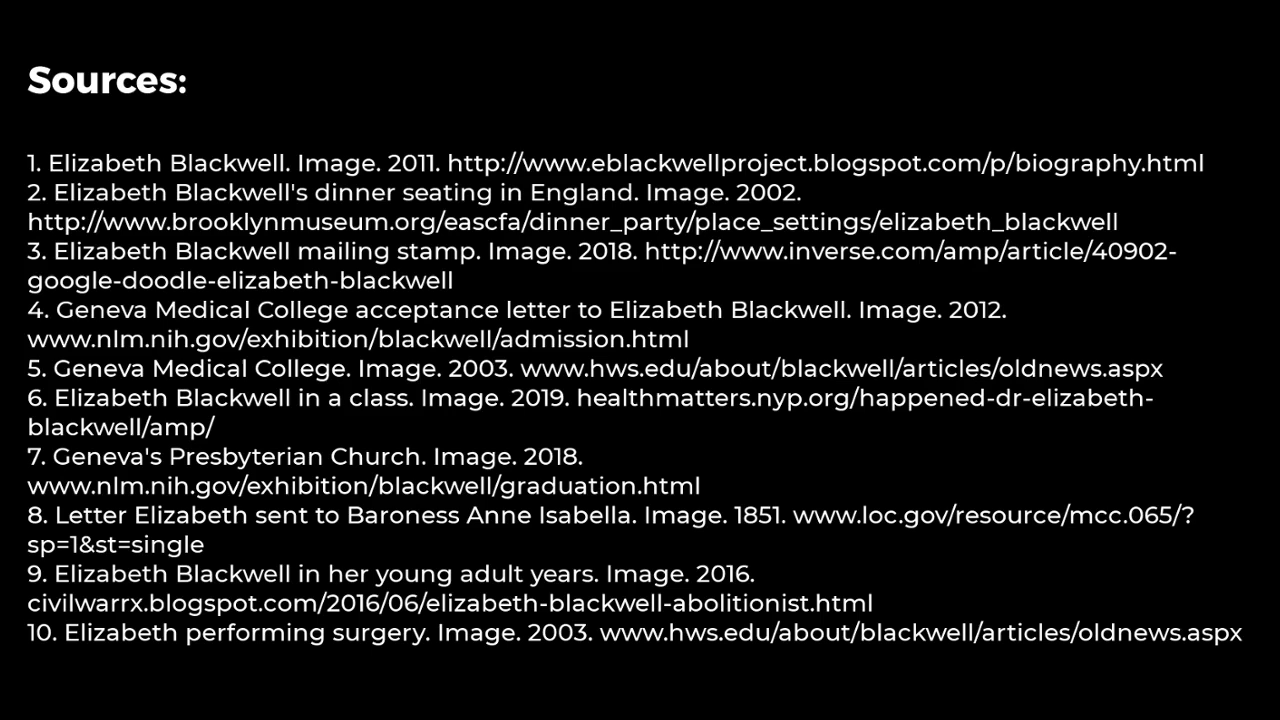 Sources:
1. Elizabeth Blackwell. Image. 2011. http://www.eblackwellproject.blogspot.com/p/biography.html
2. Elizabeth Blackwell's dinner seating in England. Image. 2002.
http://www.brooklynmuseum.org/eascfa/dinner_party/place_settings/elizabeth_blackwell
3. Elizabeth Blackwell mailing stamp. Image. 2018. http://www.inverse.com/amp/article/40902-
google-doodle-elizabeth-blackwell
4. Geneva Medical College acceptance letter to Elizabeth Blackwell. Image. 2012.
www.nlm.nih.gov/exhibition/blackwell/admission.html
5. Geneva Medical College. Image. 2003. www.hws.edu/about/blackwell/articles/oldnews.aspx
6. Elizabeth Blackwell in a class. Image. 2019. healthmatters.nyp.org/happened-dr-elizabeth-
blackwell/amp/
7. Geneva's Presbyterian Church. Image. 2018.
www.nlm.nih.gov/exhibition/blackwell/graduation.html
8. Letter Elizabeth sent to Baroness Anne Isabella. Image. 1851. www.loc.gov/resource/mcc.065/?
sp=1&st=single
9. Elizabeth Blackwell in her young adult years. Image. 2016.
civilwarrx.blogspot.com/2016/06/elizabeth-blackwell-abolitionist.html
10. Elizabeth performing surgery. Image. 2003. www.hws.edu/about/blackwell/articles/oldnews.aspx